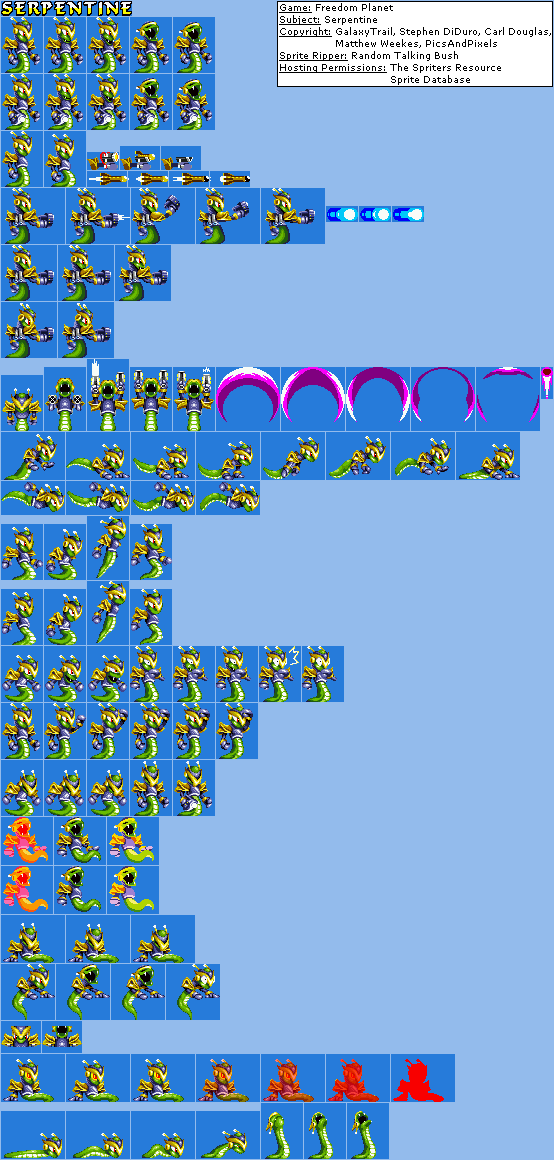 SERPENTINE
Game: Freedom Planet
Subject: Serpentine
Copyright: GalaxyTrail, Stephen DiDuro, Carl Douglas,
Matthew Weekes, PicsAndPixels
Sprite Ripper: Random Talking Bush
Hosting Permissions: The Spriters Resource
Sprite Database